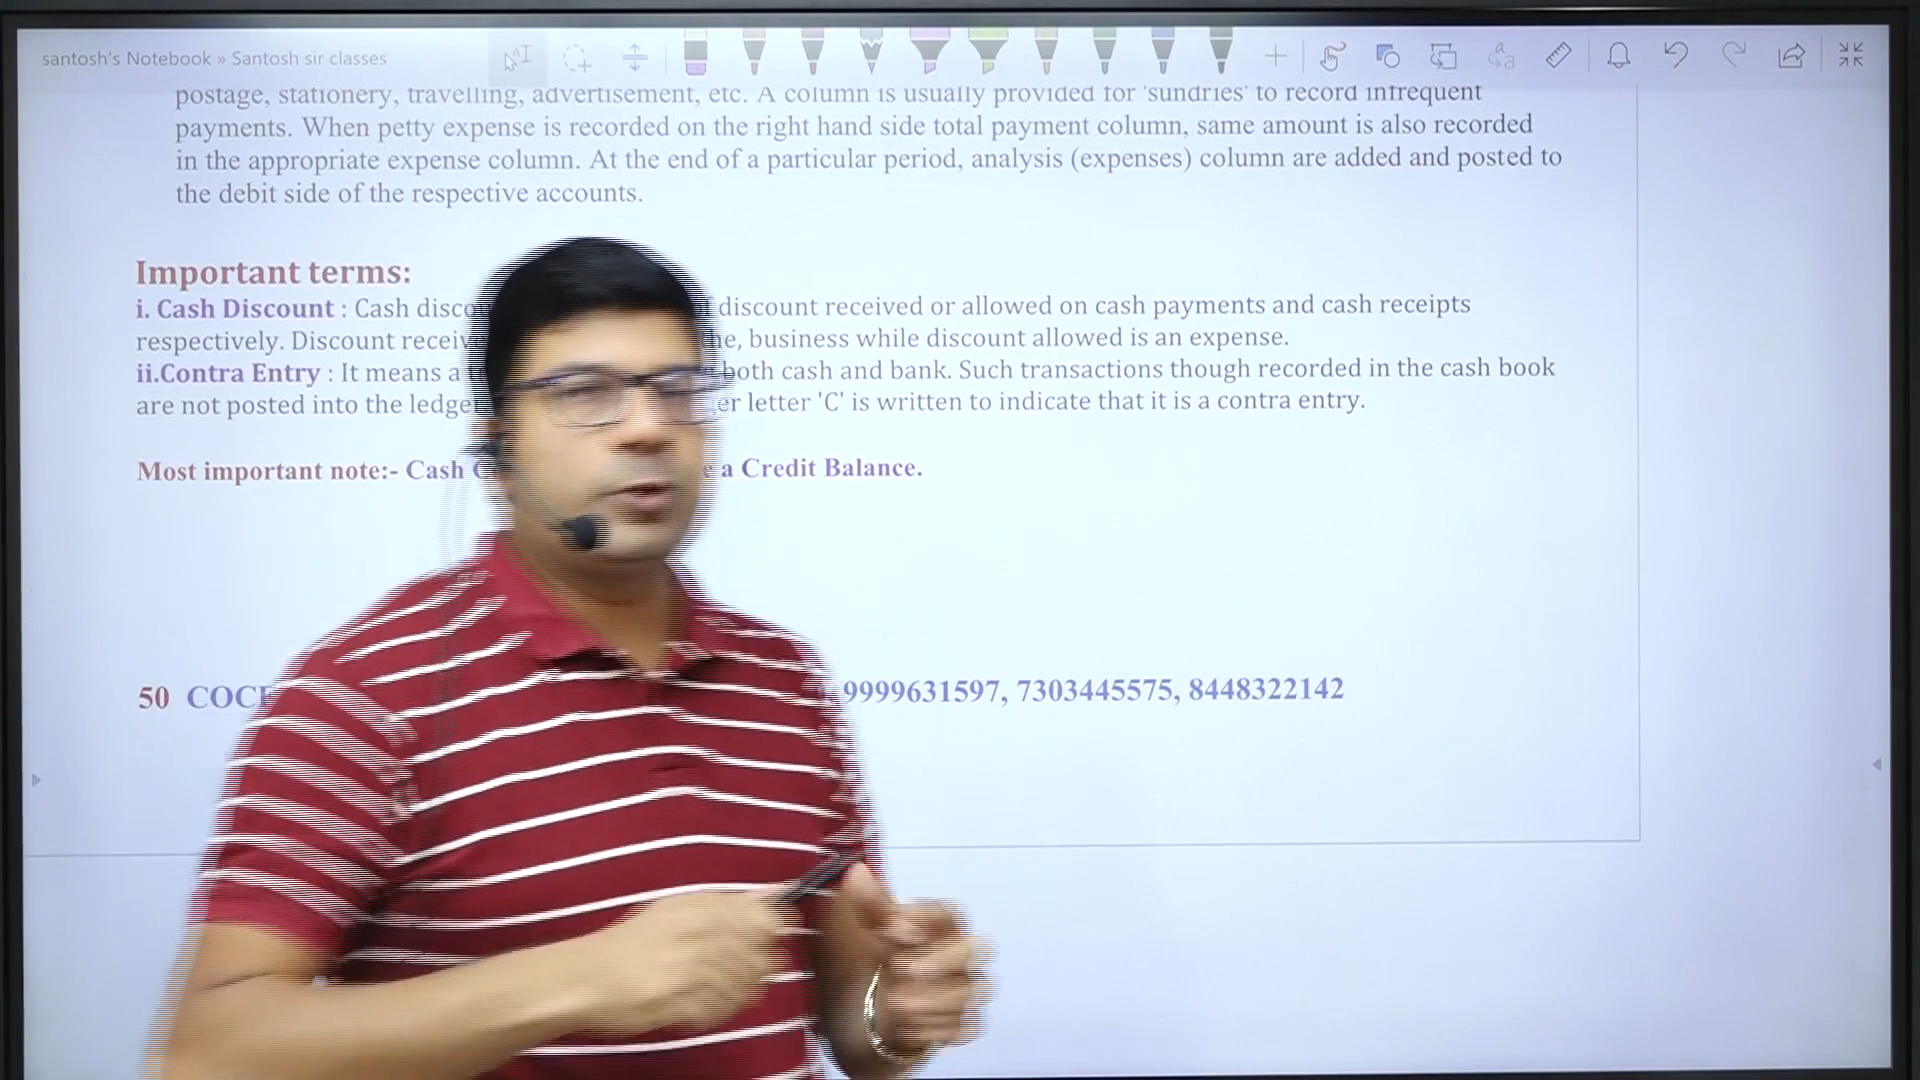 santosh's Notebook » Santosh sir classes
postage, stationery, travelling, advertisement, etc. A column is usually provided for 'sundries' to record infrequent
payments. When petty expense is recorded on the right hand side total payment column, same amount is also recorded
in the appropriate expense column. At the end of a particular period, analysis (expenses) column are added and posted to
the debit side of the respective accounts.
Important terms:
i. Cash Discount : Cash discount discount received or allowed on cash payments and cash receipts
respectively. Discount business while discount allowed is an expense.
ii.Contra Entry : It means a both cash and bank. Such transactions though recorded in the cash book
are not posted into the letter 'C' is written to indicate that it is a contra entry.
Most important note:- Cash a Credit Balance.
50 9999631597, 7303445575, 8448322142